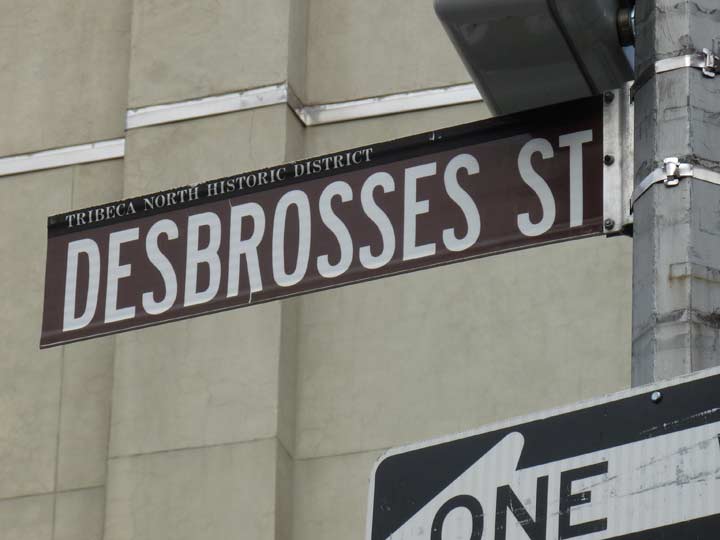 TRIBECA NORTH HISTORIC DISTRICT
DESBROSSES ST
ONE